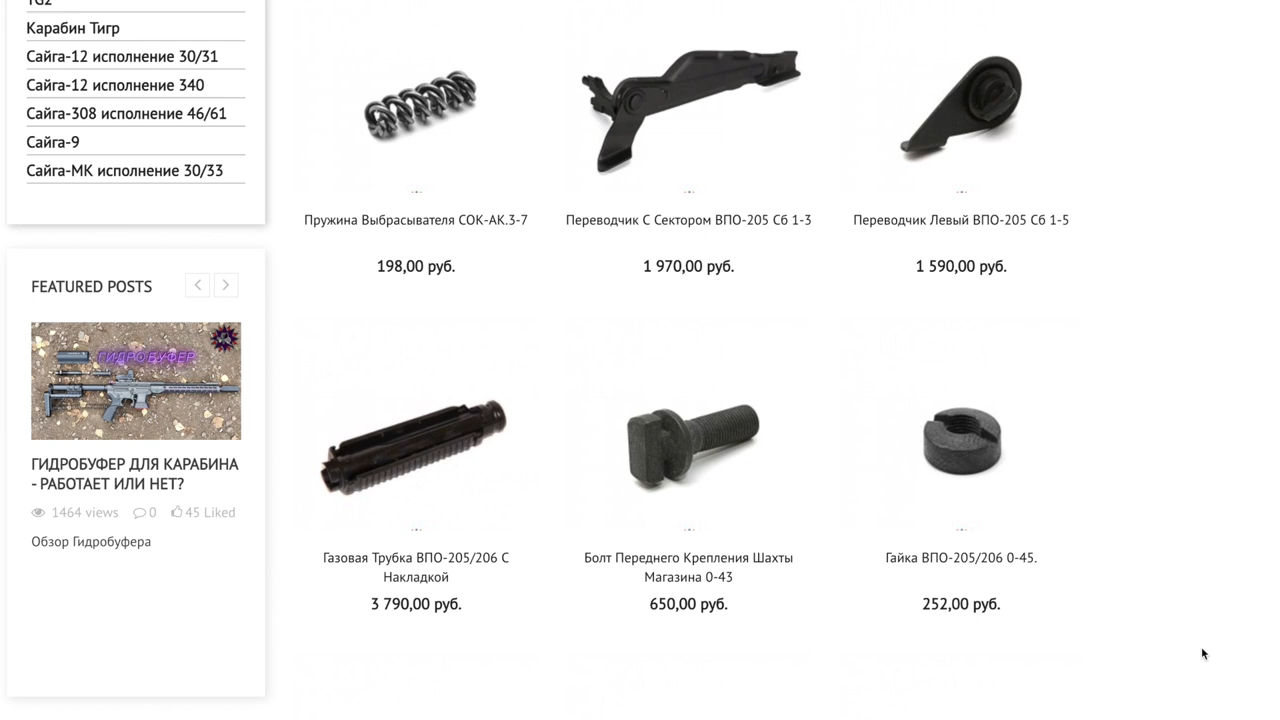 TG2
Карабин Тигр
Сайга-12 исполнение 30/31
Сайга-12 исполнение 340
Сайга-308 исполнение 46/61
Сайга-9
Сайга-МК исполнение 30/33
FEATURED POSTS
ГИДРОБУФЕР
ГИДРОБУФЕР ДЛЯ КАРАБИНА
- РАБОТАЕТ ИЛИ НЕТ?
1464 views 0 45 Liked
Обзор Гидробуфера
Пружина Выбрасывателя СОК-АК.3-7
198,00 руб.
Переводчик С Сектором ВПО-205 Сб 1-3
1 970,00 руб.
Переводчик Левый ВПО-205 Сб 1-5
1 590,00 руб.
Газовая Трубка ВПО-205/206 С
Накладкой
3 790,00 руб.
Болт Переднего Крепления Шахты
Магазина 0-43
650,00 руб.
Гайка ВПО-205/206 0-45.
252,00 руб.